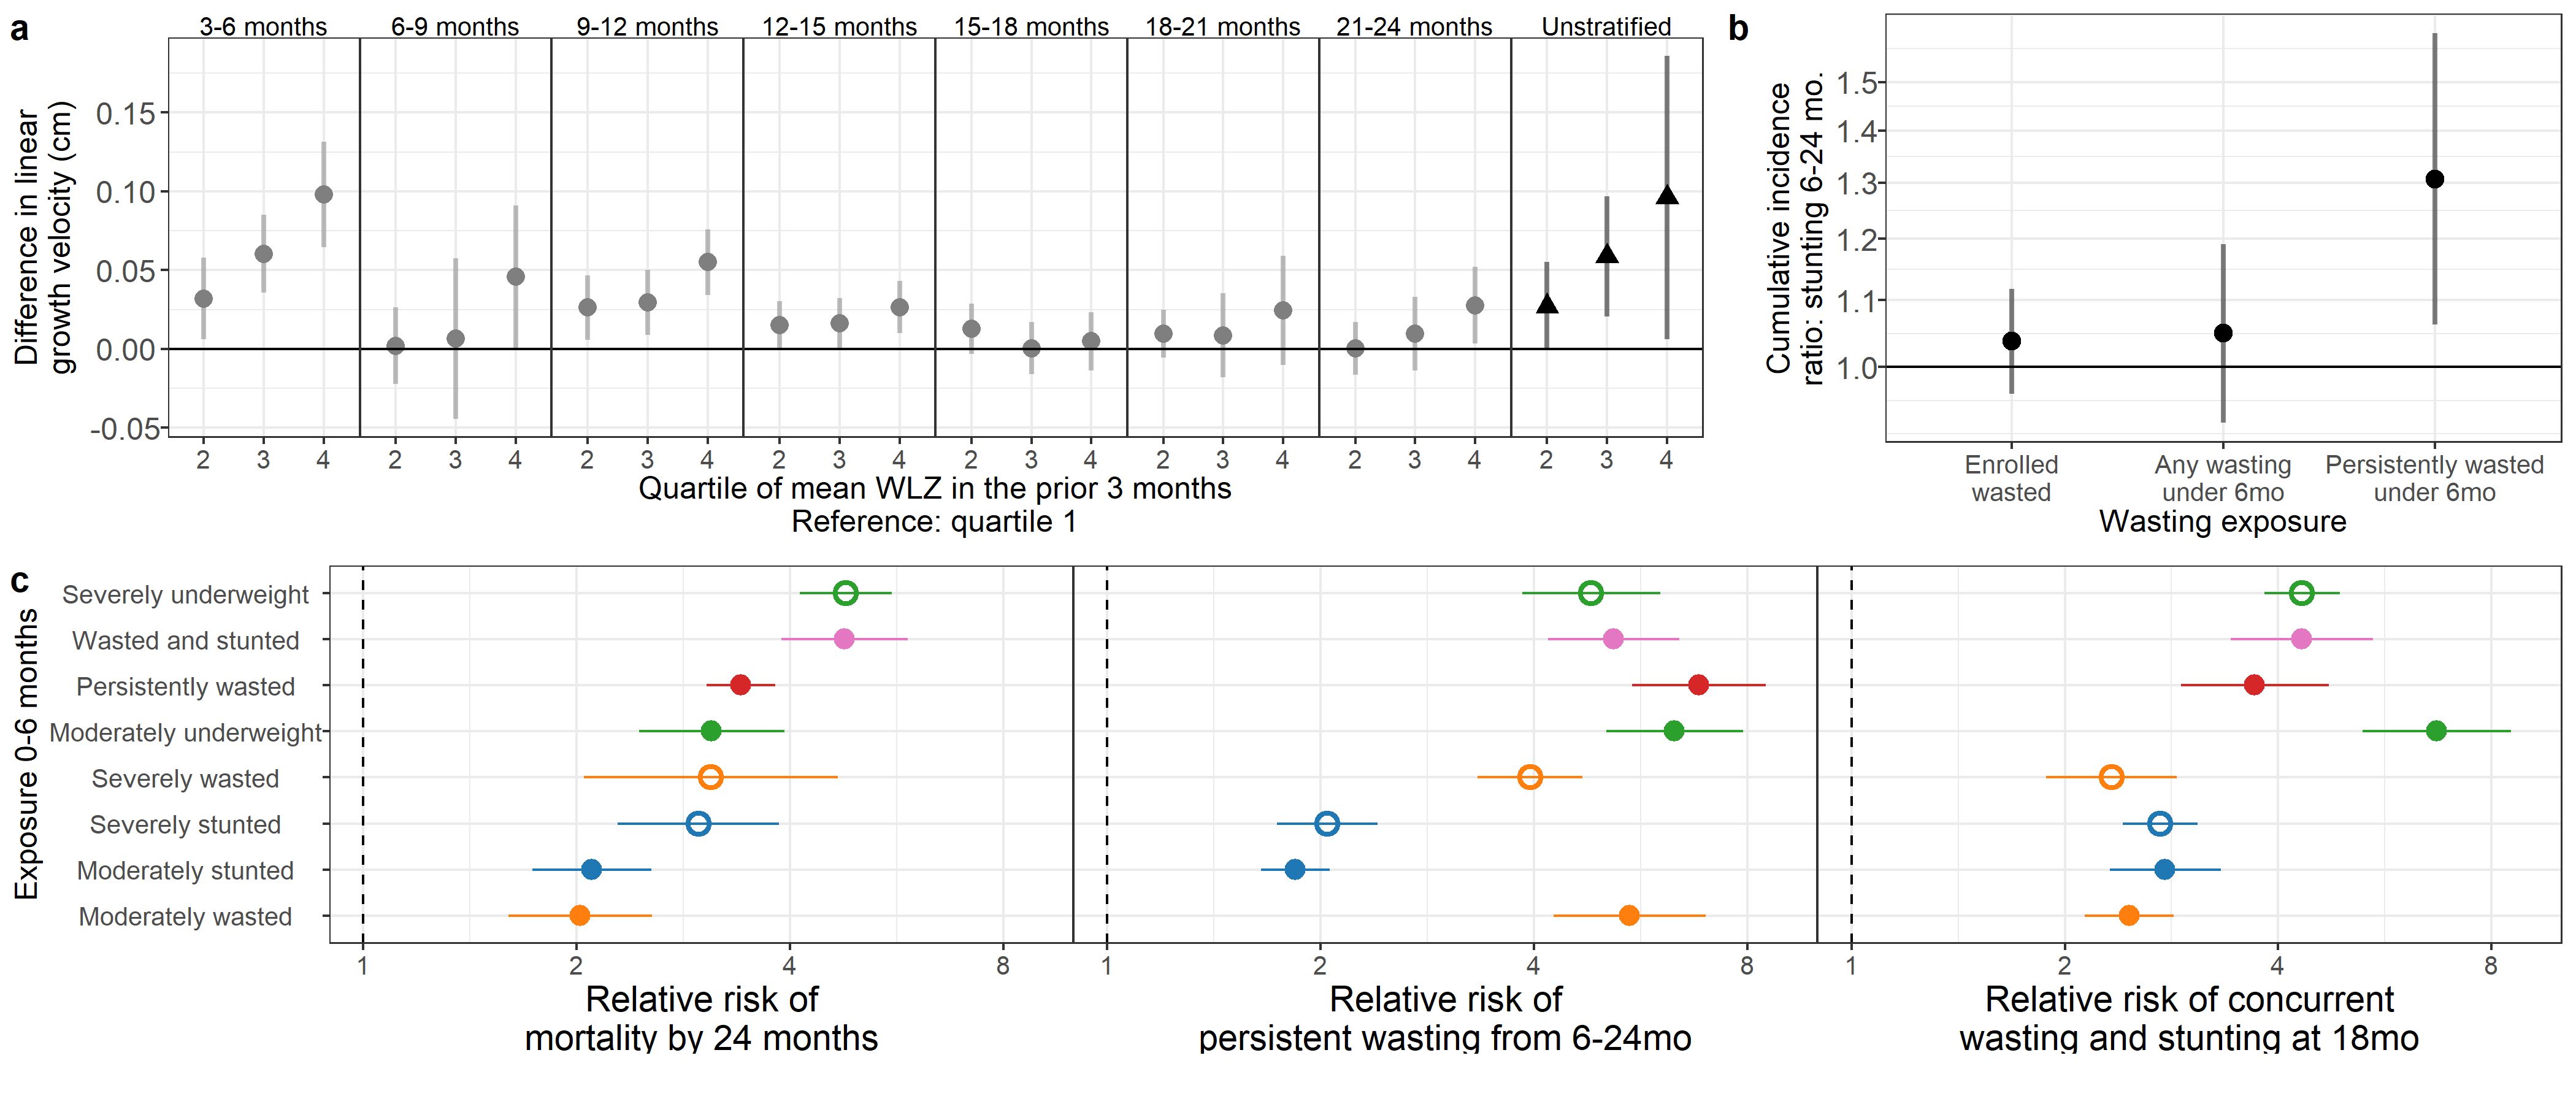 a
3-6 months 6-9 months 9-12 months 12-15 months 15-18 months 18-21 months 21-24 months Unstratified
Difference in linear
growth velocity (cm)
0.15
0.10
0.05
0.00
-0.05
2 3 4 2 3 4 2 3 4 2 3 4 2 3 4 2 3 4 2 3 4 2 3 4
Quartile of mean WLZ in the prior 3 months
Reference: quartile 1
b
Cumulative incidence
ratio: stunting 6-24 mo.
1.5
1.4
1.3
1.2
1.1
1.0
Enrolled
wasted
Any wasting
under 6mo
Persistently wasted
under 6mo
Wasting exposure
c
Exposure 0-6 months
Severely underweight
Wasted and stunted
Persistently wasted
Moderately underweight
Severely wasted
Severely stunted
Moderately stunted
Moderately wasted
1 2 4 8 1 2 4 8 1 2 4 8
Relative risk of
mortality by 24 months
Relative risk of
persistent wasting from 6-24mo
Relative risk of concurrent
wasting and stunting at 18mo